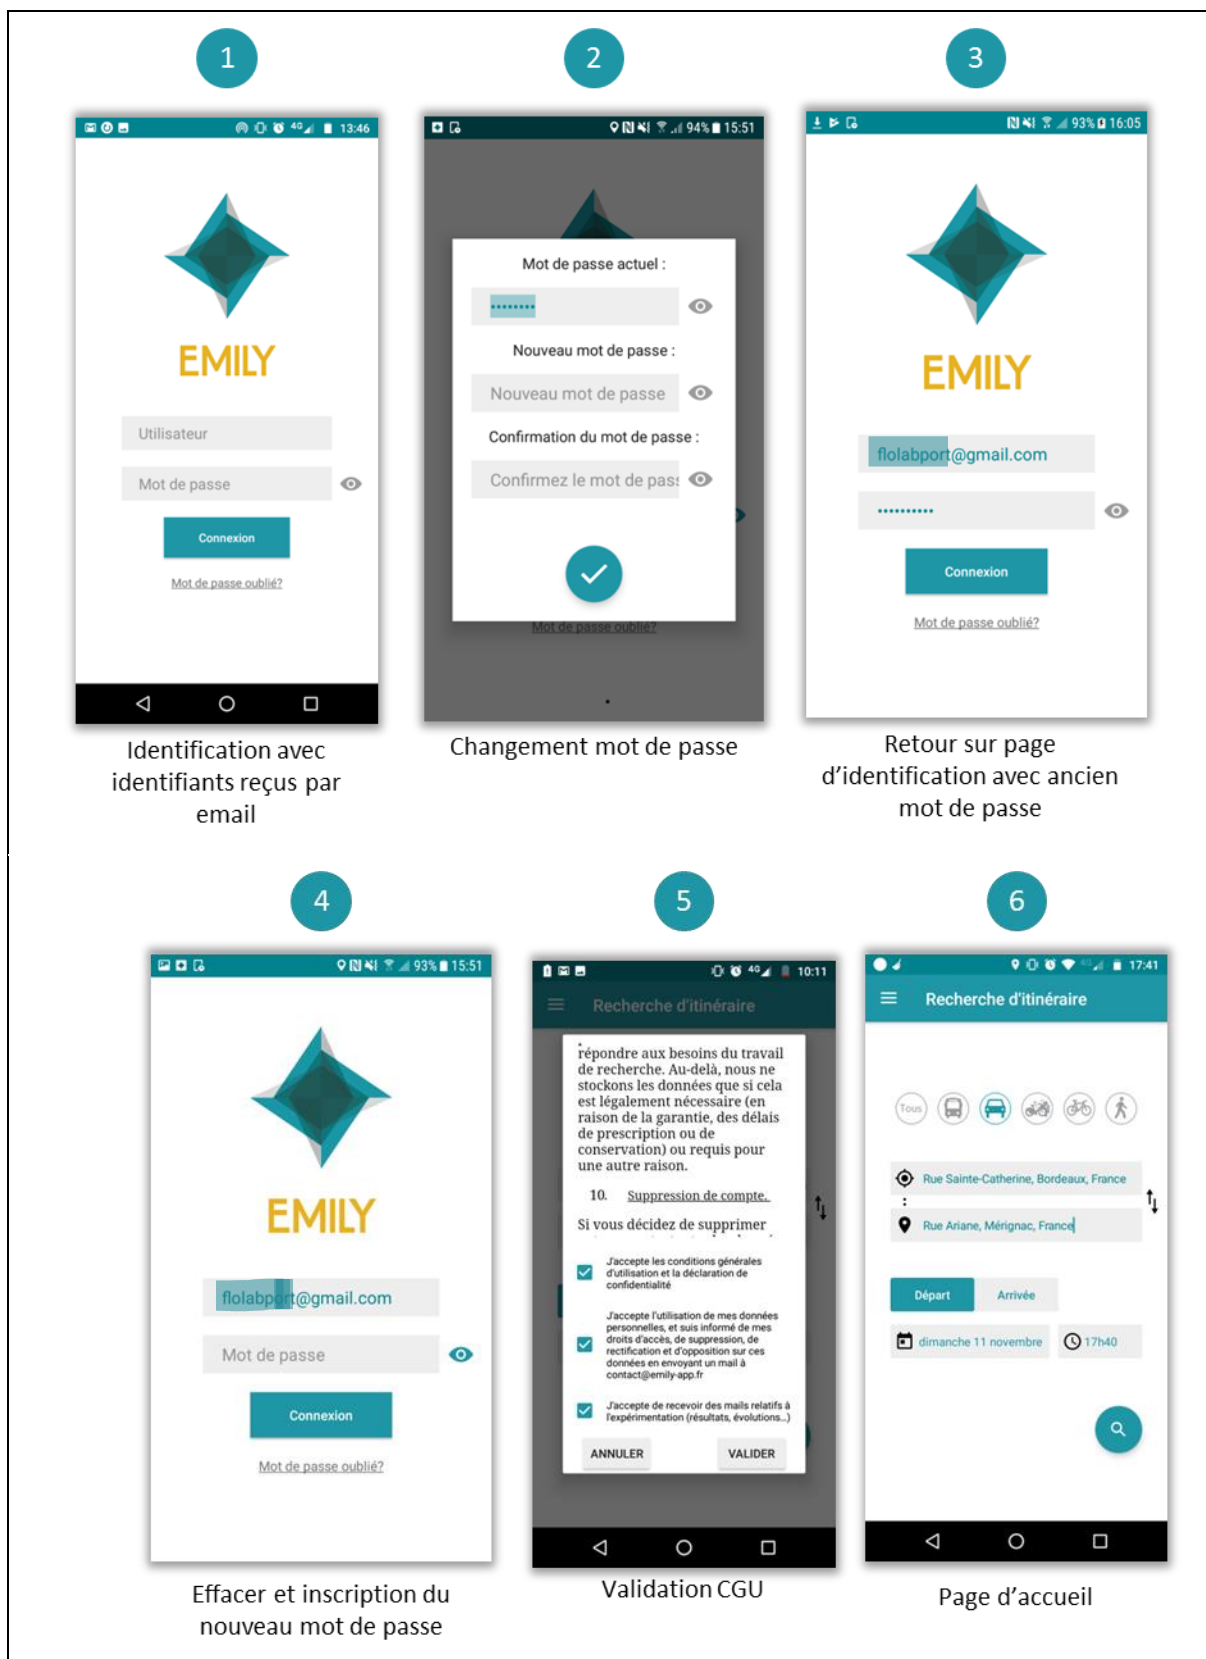 1
2
3
4G
13:46
94%
15:51
93%
16:05
EMILY
Utilisateur
Mot de passe
Connexion
Mot de passe oublié?
Mot de passe actuel :
••••••••
Nouveau mot de passe :
Nouveau mot de passe
Confirmation du mot de passe :
Confirmez le mot de pass
Mot de passe oublié?
EMILY
flolabport@gmail.com
••••••••••
Connexion
Mot de passe oublié?
Identification avec
identifiants reçus par
email
Changement mot de passe
Retour sur page
d'identification avec ancien
mot de passe
4
5
6
93%
15:51
EMILY
flolabport@gmail.com
Mot de passe
Connexion
Mot de passe oublié?
4G
10:11
Recherche d'itinéraire
répondre aux besoins du travail
de recherche. Au-delà, nous ne
stockons les données que si cela
est légalement nécessaire (en
raison de la garantie, des délais
de prescription ou de
conservation) ou requis pour
une autre raison.
10. Suppression de compte.
Si vous décidez de supprimer
J'accepte les conditions générales
d'utilisation et la déclaration de
confidentialité
J'accepte l'utilisation de mes données
personnelles, et suis informé de mes
droits d'accès, de suppression, de
rectification et d'opposition sur ces
données en envoyant un mail à
contact@emily-app.fr
J'accepte de recevoir des mails relatifs à
l'expérimentation (résultats, évolutions...)
ANNULER
VALIDER
4G
17:41
Recherche d'itinéraire
Tous
Rue Sainte-Catherine, Bordeaux, France
Rue Ariane, Mérignac, France
Départ
Arrivée
dimanche 11 novembre
17h40
Effacer et inscription du
nouveau mot de passe
Validation CGU
Page d'accueil